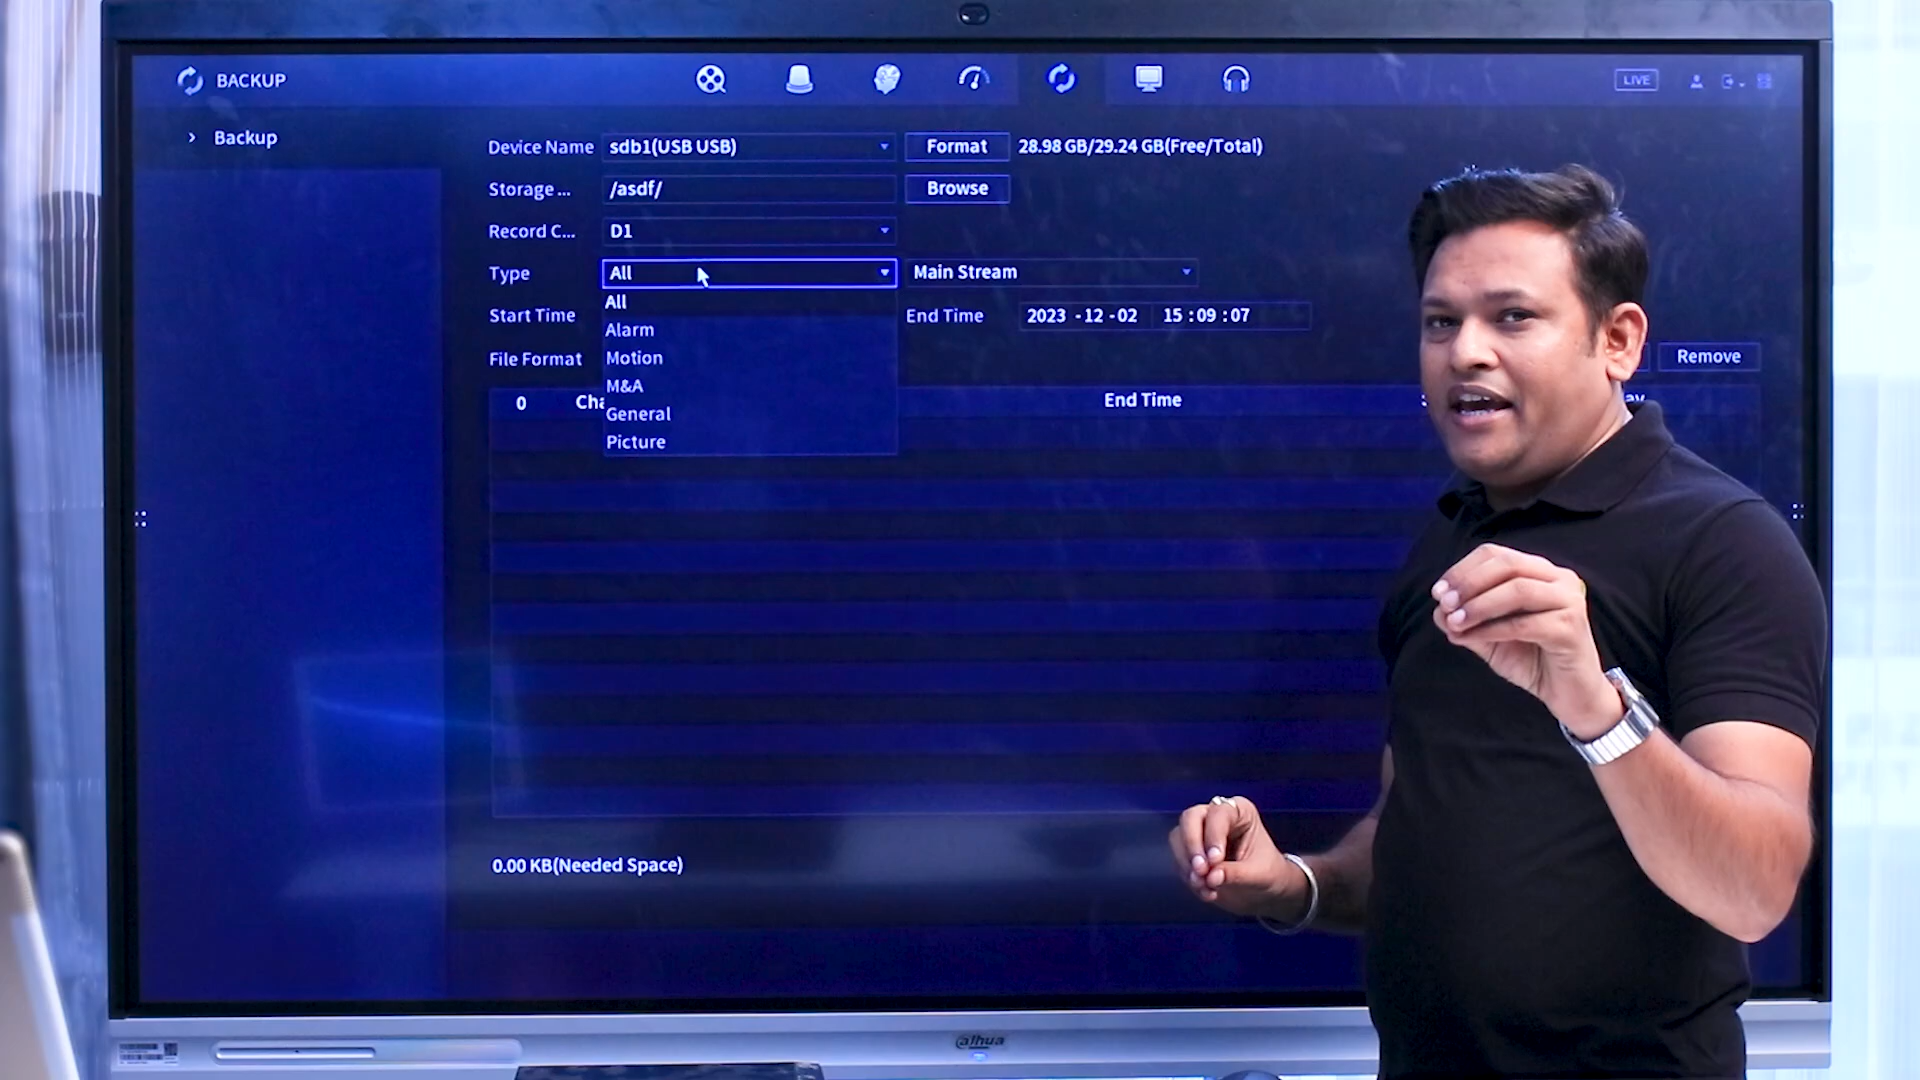 BACKUP
LIVE
Backup
Device Name sdb1(USB USB) Format 28.98 GB/29.24 GB(Free/Total)
Storage ... /asdf/ Browse
Record C... D1
Type All Main Stream
All
Start Time End Time 2023 -12 -02 15 :09 :07
Alarm
File Format Motion Remove
M&A
0 Cha End Time
General
Picture
0.00 KB(Needed Space)
alhua